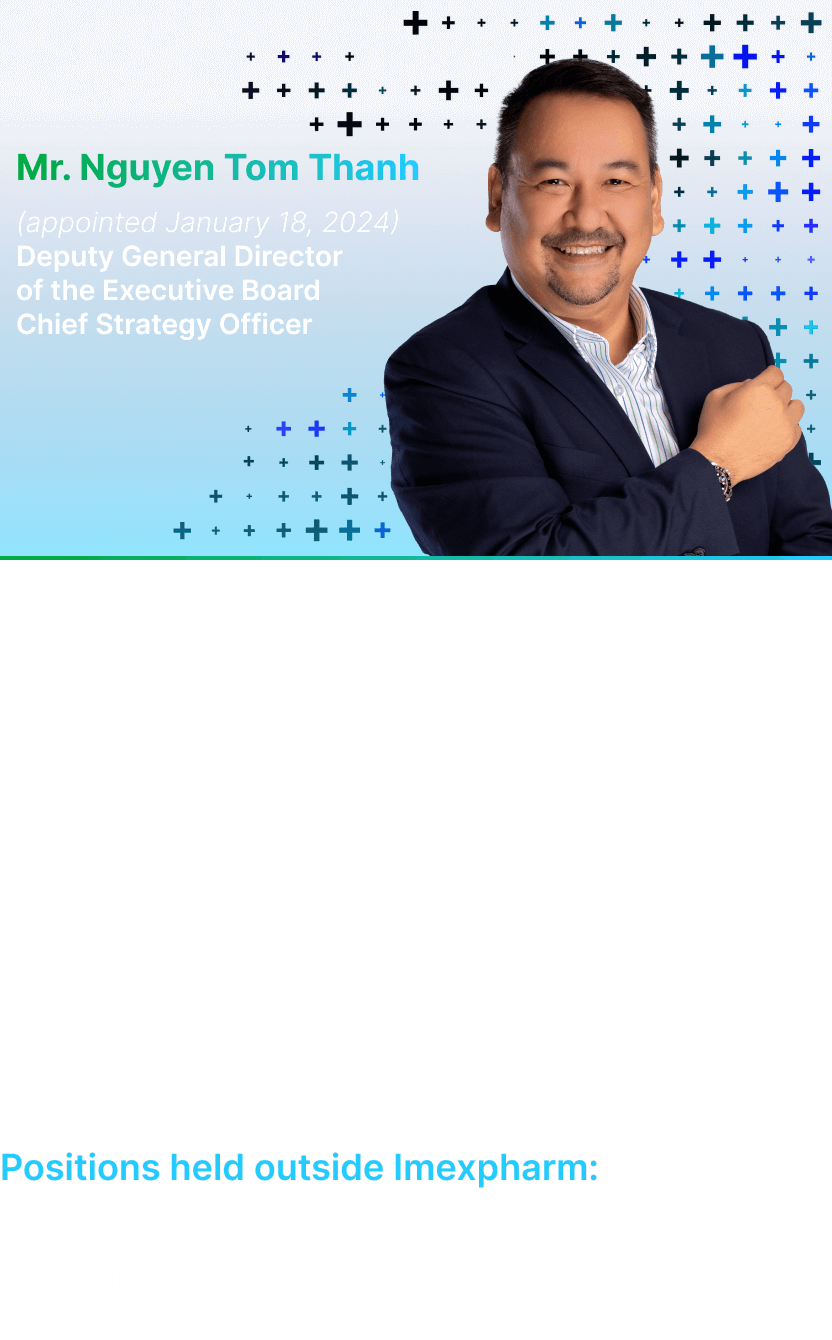 Mr. Nguyen Tom Thanh
(appointed January 18, 2024)
Deputy General Director
of the Executive Board
Chief Strategy Officer
Positions held outside Imexpharm: